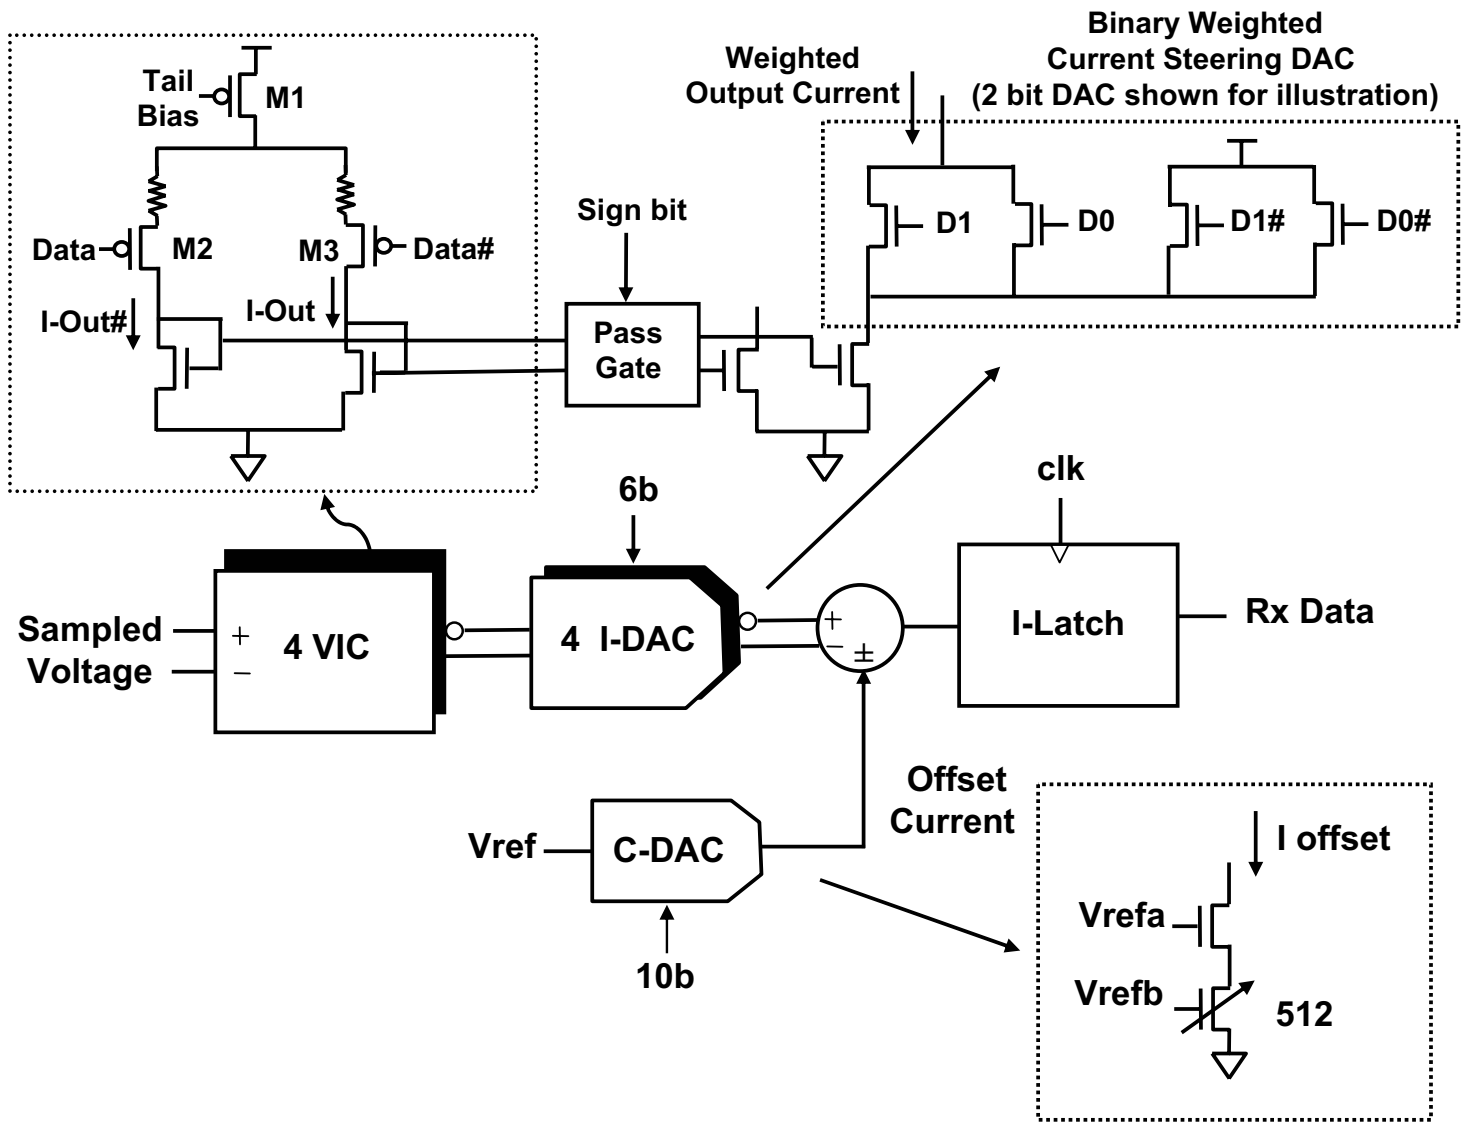 Binary Weighted
Current Steering DAC
(2 bit DAC shown for illustration)
Weighted
Output Current
Tail
Bias
M1
Data
M2
M3
Data#
I-Out#
I-Out
Sign bit
Pass
Gate
D1
D0
D1#
D0#
6b
clk
Sampled
Voltage
+
−
4 VIC
4 I-DAC
+
−
±
I-Latch
Rx Data
Offset
Current
Vref
C-DAC
10b
I offset
Vrefa
Vrefb
512